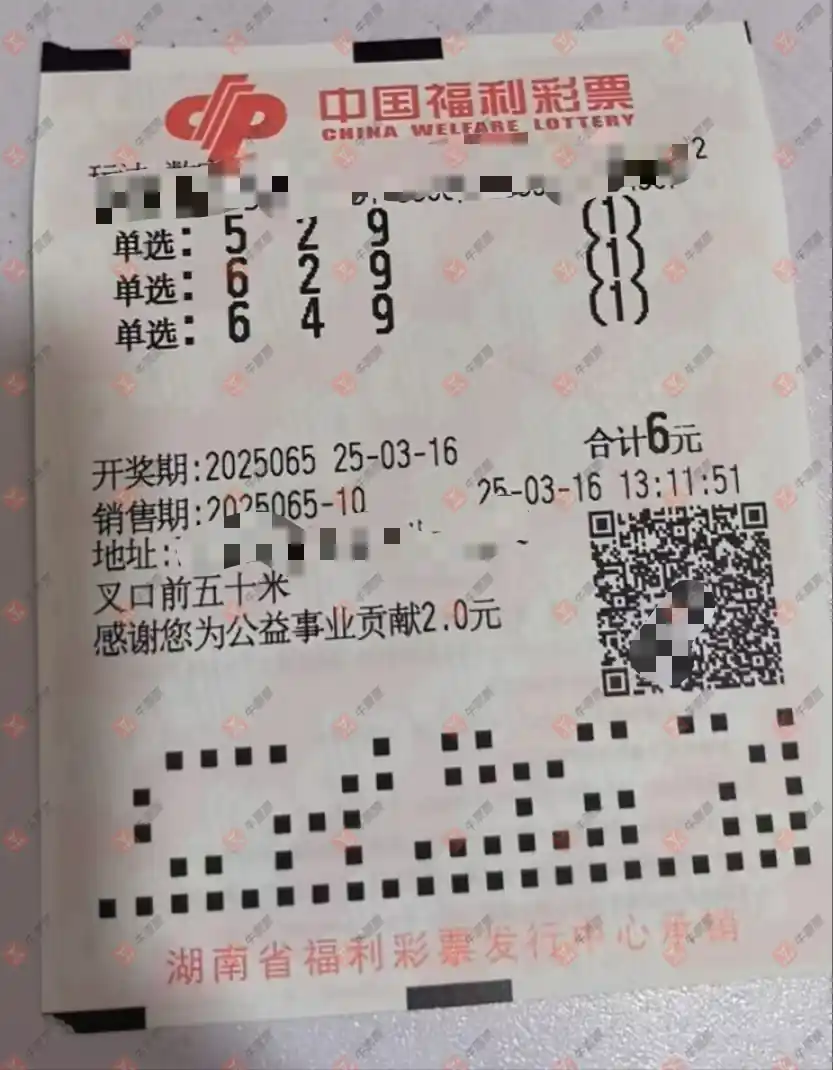 中国福利彩票
CHINA WELFARE LOTTERY
2
单选: 5 2 9 (1)
单选: 6 2 9 (1)
单选: 6 4 9 (1)
合计6元
开奖期:2025065 25-03-16
销售期:2025065-10 25-03-16 13:11:51
地址:
叉口前五十米
感谢您为公益事业贡献2.0元
湖南省福利彩票发行中心承销